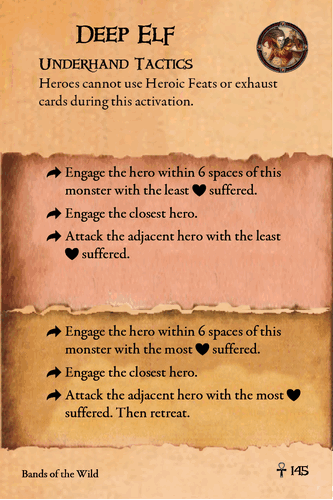 Deep Elf
Underhand Tactics
Heroes cannot use Heroic Feats or exhaust
cards during this activation.
Engage the hero within 6 spaces of this
monster with the least ♥ suffered.
Engage the closest hero.
Attack the adjacent hero with the least
♥ suffered.
Engage the hero within 6 spaces of this
monster with the most ♥ suffered.
Engage the closest hero.
Attack the adjacent hero with the most ♥
suffered. Then retreat.
Bands of the Wild
145